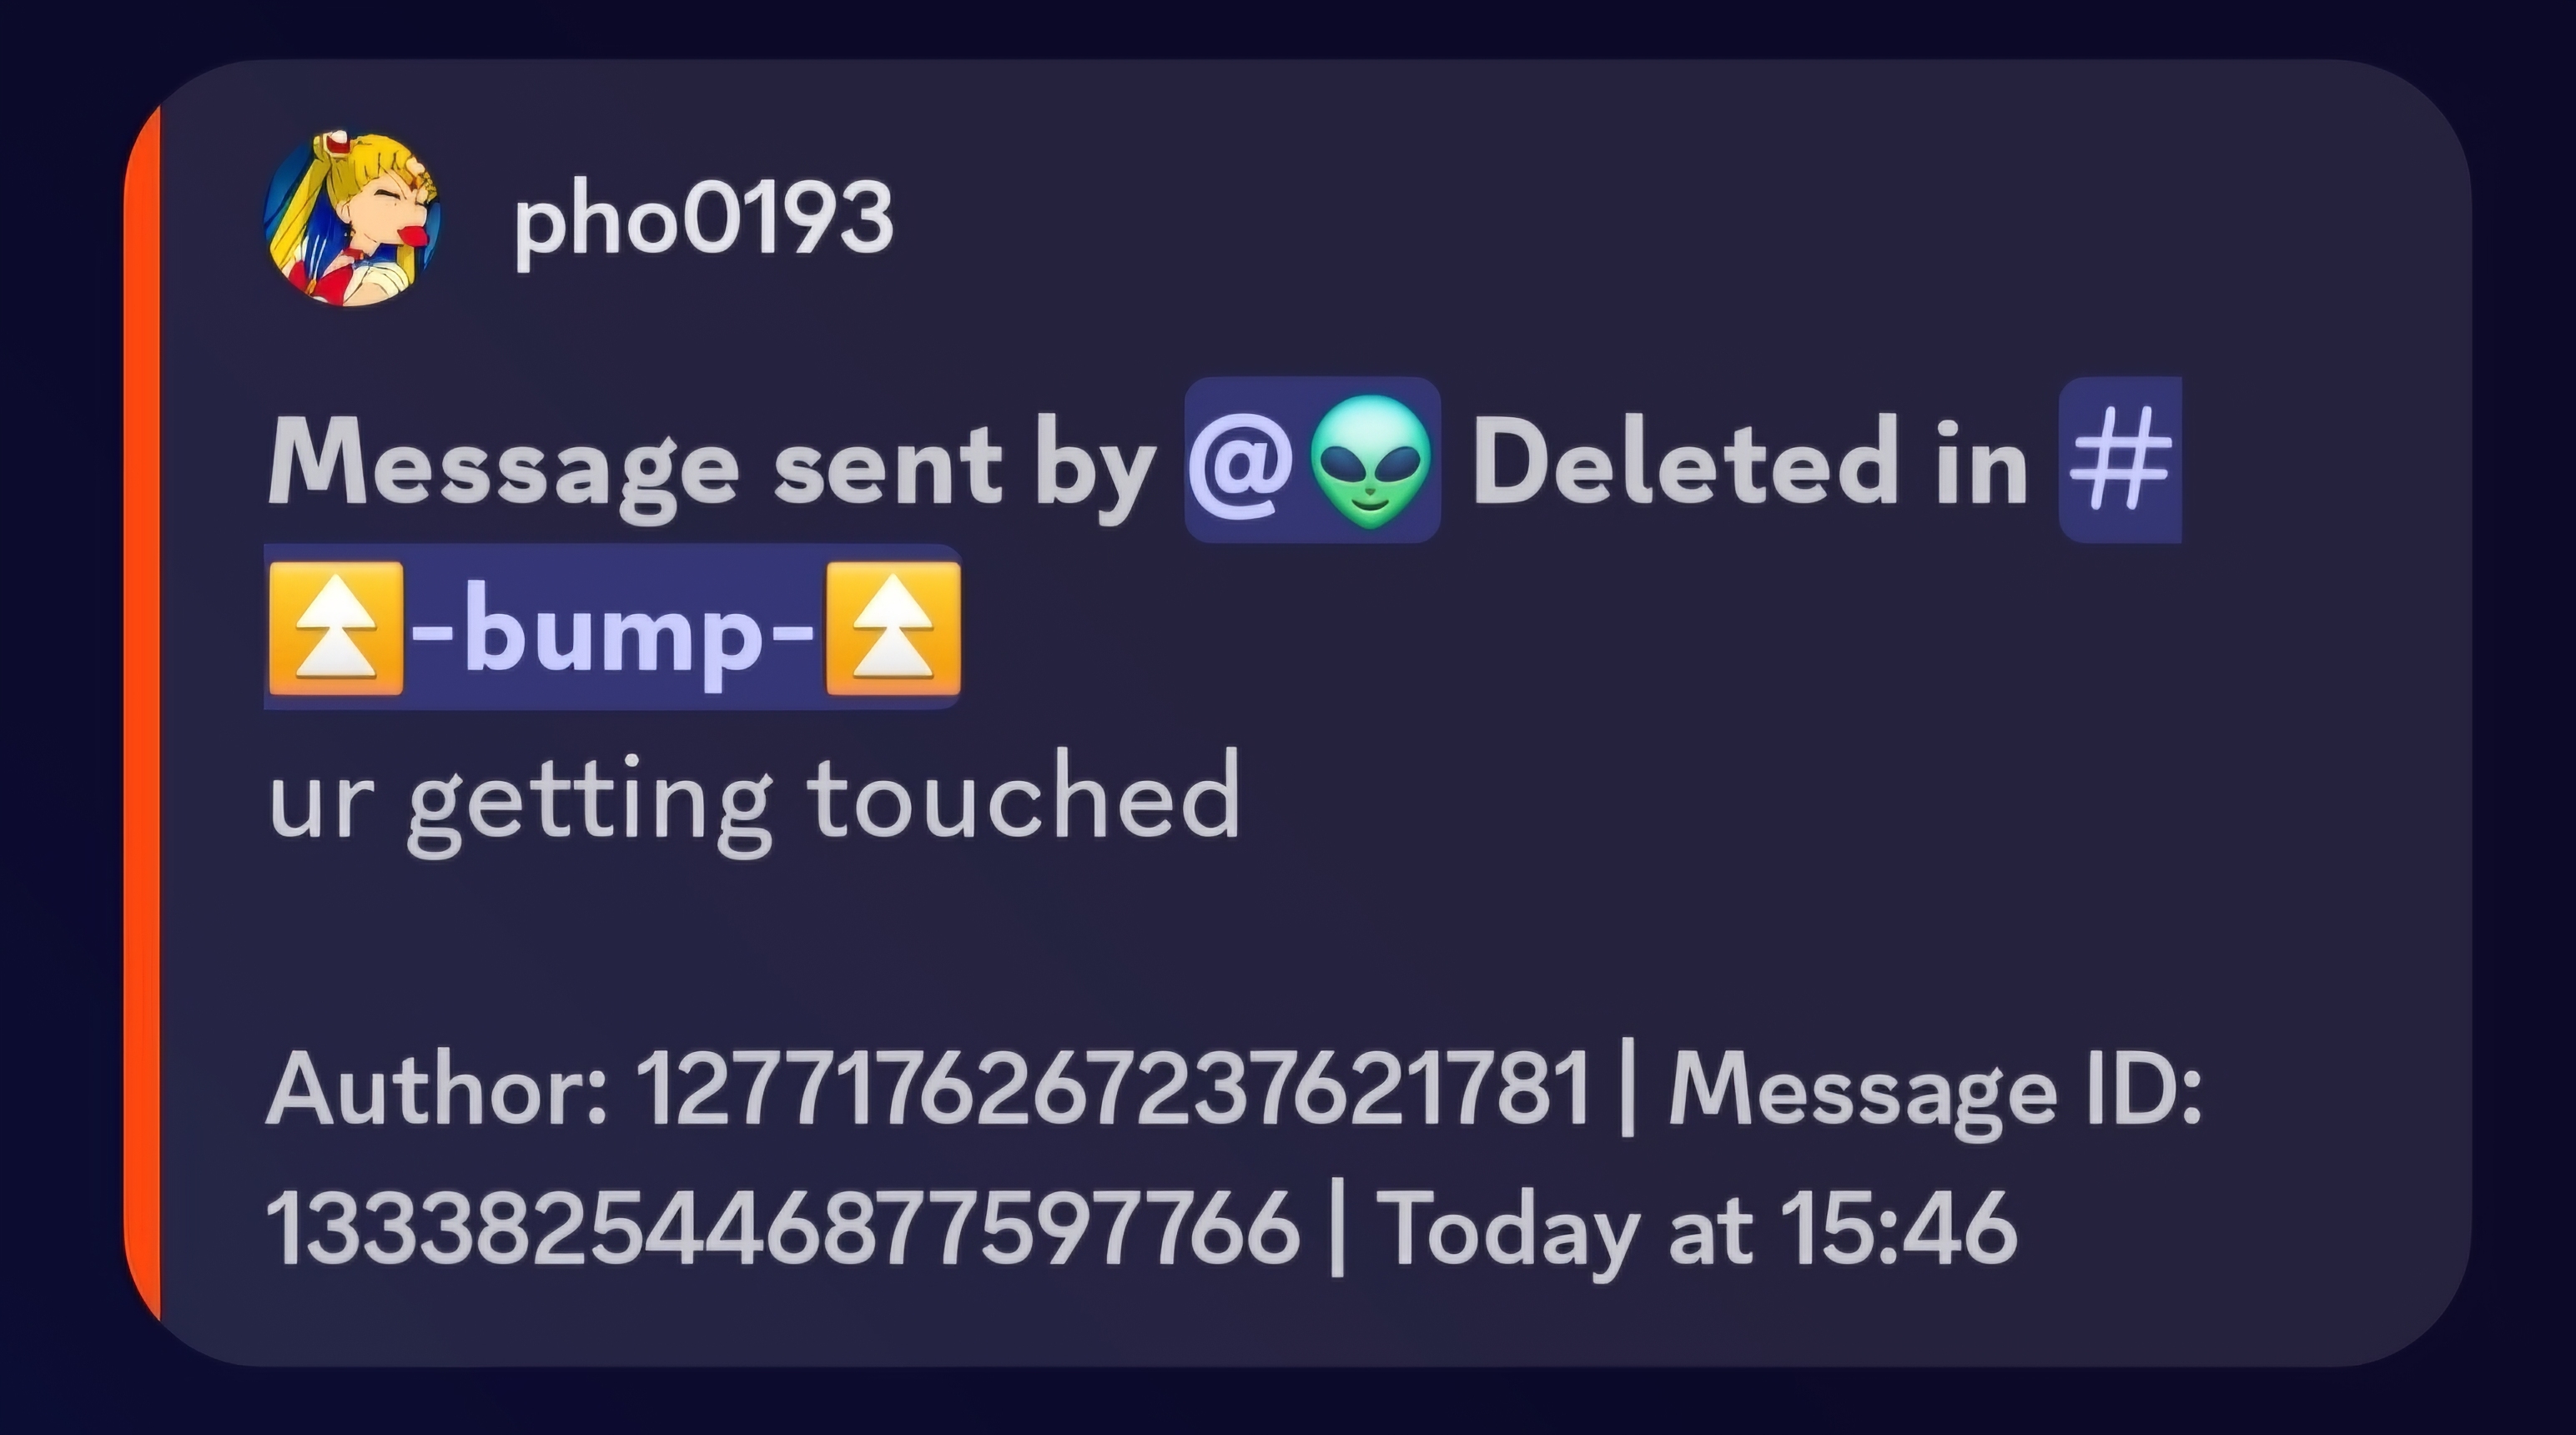 pho0193
Message sent by @👽 Deleted in #
⏫-bump-⏫
ur getting touched
Author: 1277176267237621781 | Message ID:
1333825446877597766 | Today at 15:46